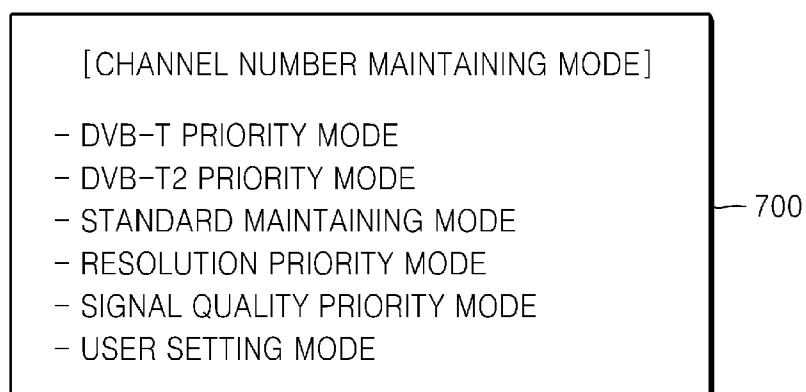 [CHANNEL NUMBER MAINTAINING MODE]
- DVB-T PRIORITY MODE
- DVB-T2 PRIORITY MODE
- STANDARD MAINTAINING MODE
- RESOLUTION PRIORITY MODE
- SIGNAL QUALITY PRIORITY MODE
- USER SETTING MODE
700